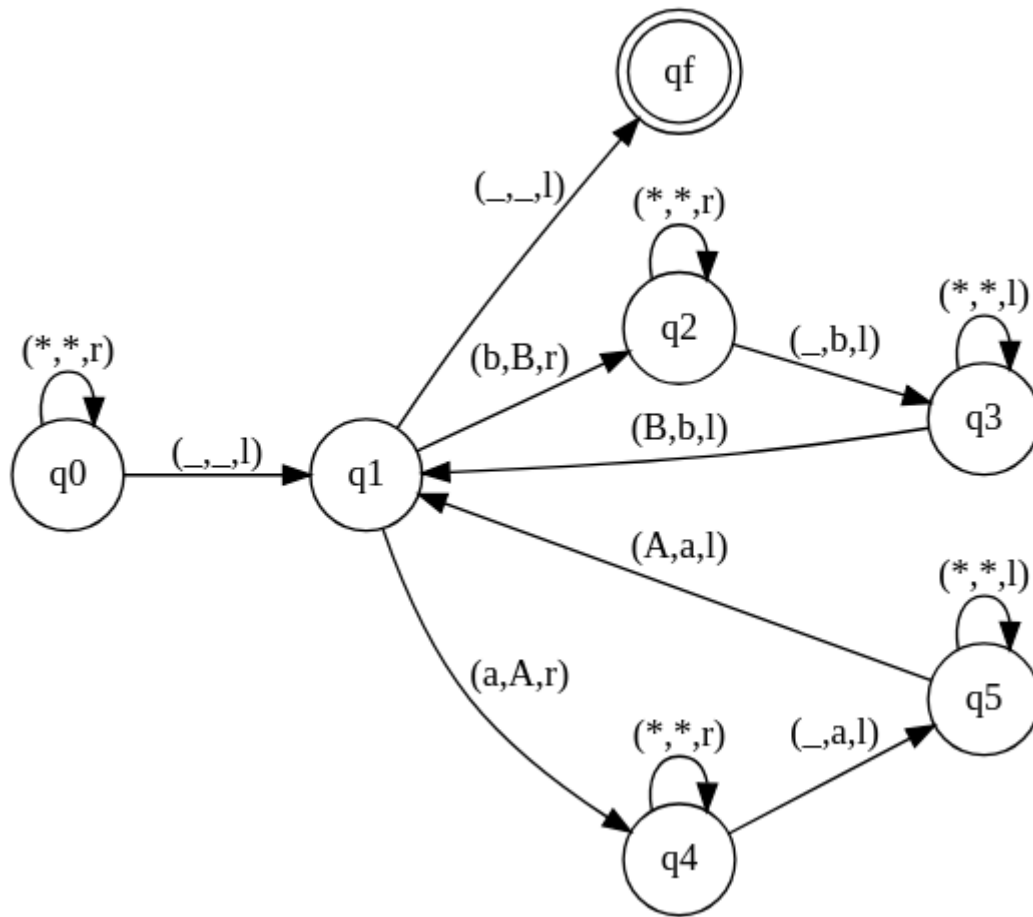 qf
(_,_,l)
(*,*,r)
q2
(*,*,l)
(_,b,l)
(b,B,r)
q3
(*,*,r)
(B,b,l)
(_,_,l)
q0
q1
(A,a,l)
(*,*,l)
(a,A,r)
q5
(*,*,r)
(_,a,l)
q4